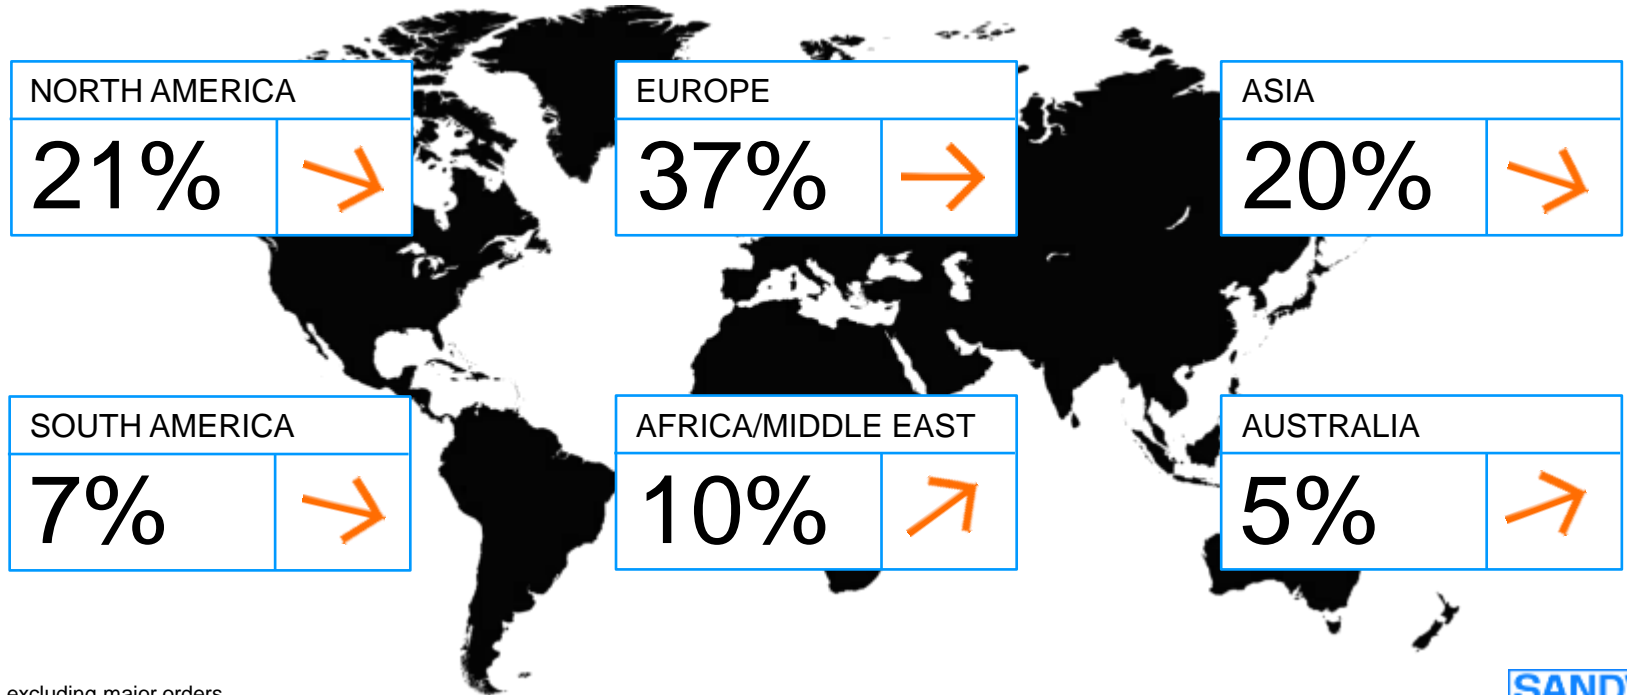 NORTH AMERICA
21%
EUROPE
37%
ASIA
20%
SOUTH AMERICA
7%
AFRICA/MIDDLE EAST
10%
AUSTRALIA
5%
excluding major orders